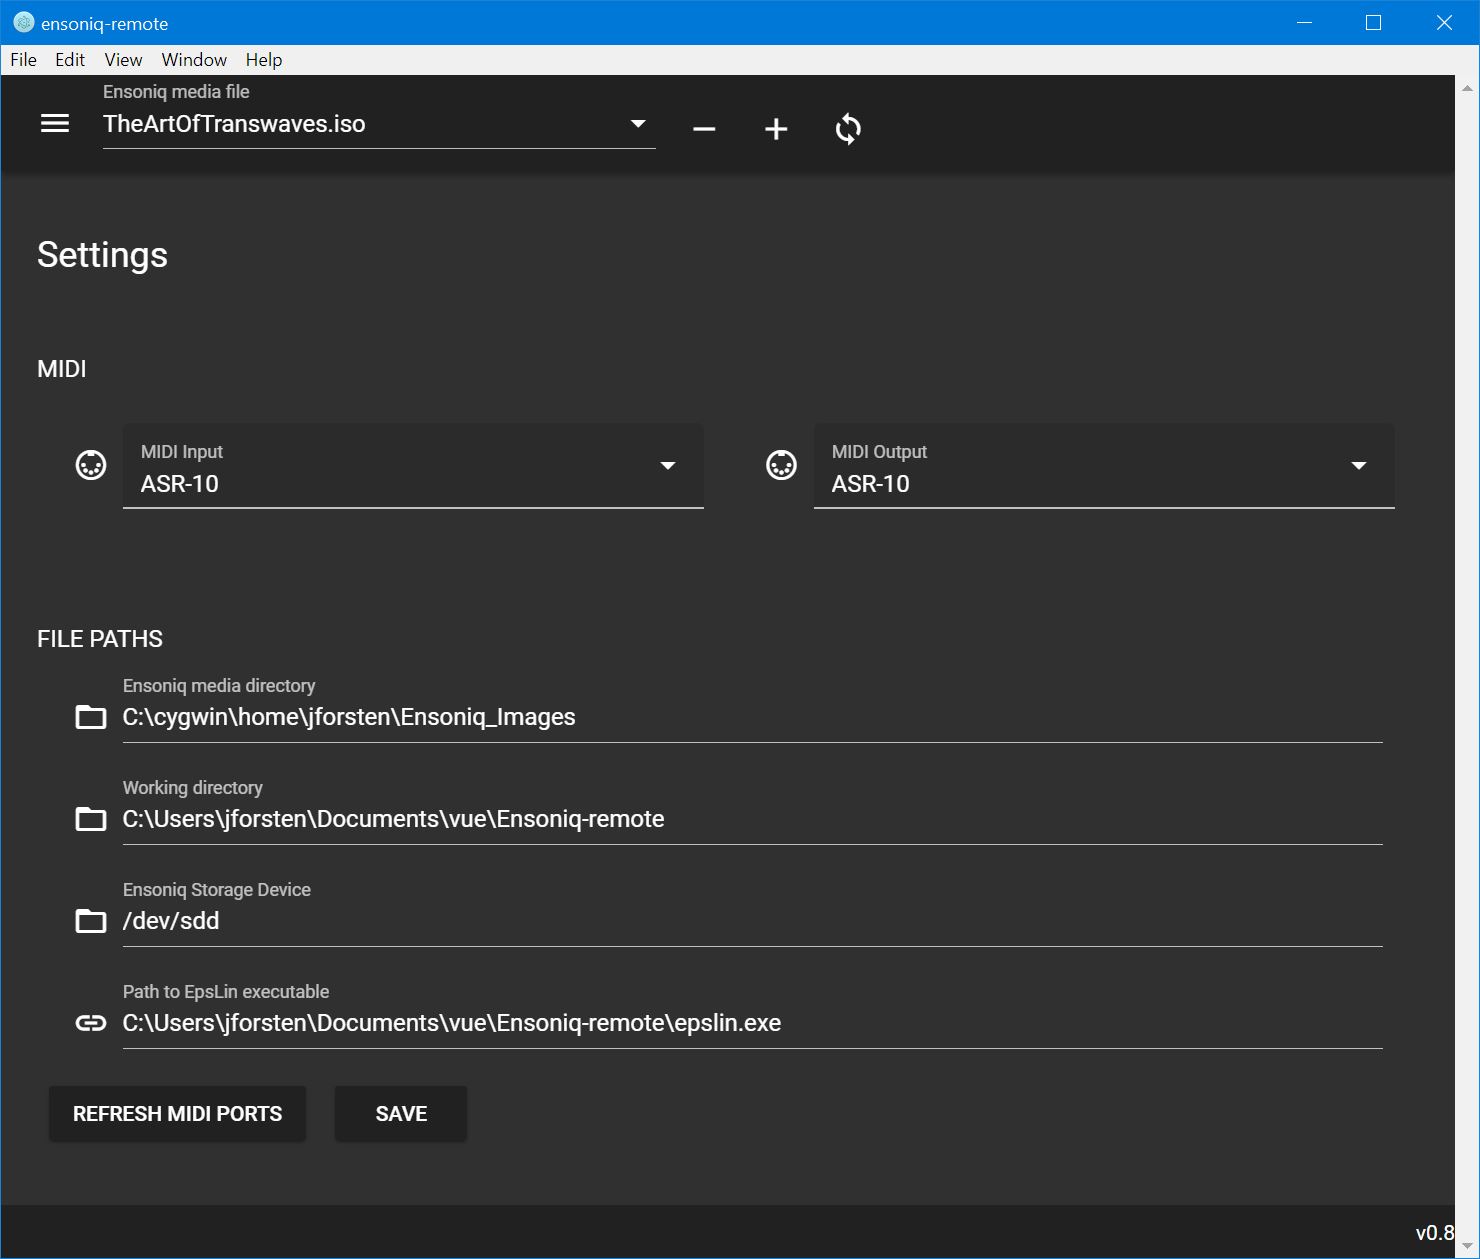 ensoniq-remote
File Edit View Window Help
Ensoniq media file
TheArtOfTranswaves.iso
Settings
MIDI
MIDI Input
ASR-10
MIDI Output
ASR-10
FILE PATHS
Ensoniq media directory
C:\cygwin\home\jforsten\Ensoniq_Images
Working directory
C:\Users\jforsten\Documents\vue\Ensoniq-remote
Ensoniq Storage Device
/dev/sdd
Path to EpsLin executable
C:\Users\jforsten\Documents\vue\Ensoniq-remote\epslin.exe
REFRESH MIDI PORTS SAVE
v0.8